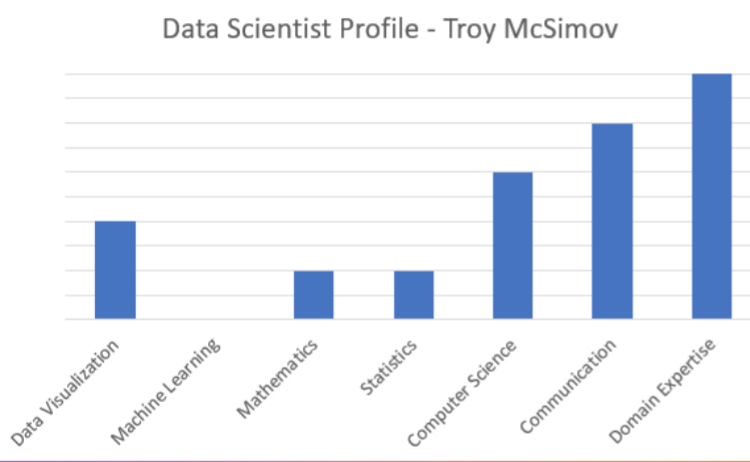 Data Scientist Profile - Troy McSimov
Data Visualization
Machine Learning
Mathematics
Statistics
Computer Science
Communication
Domain Expertise